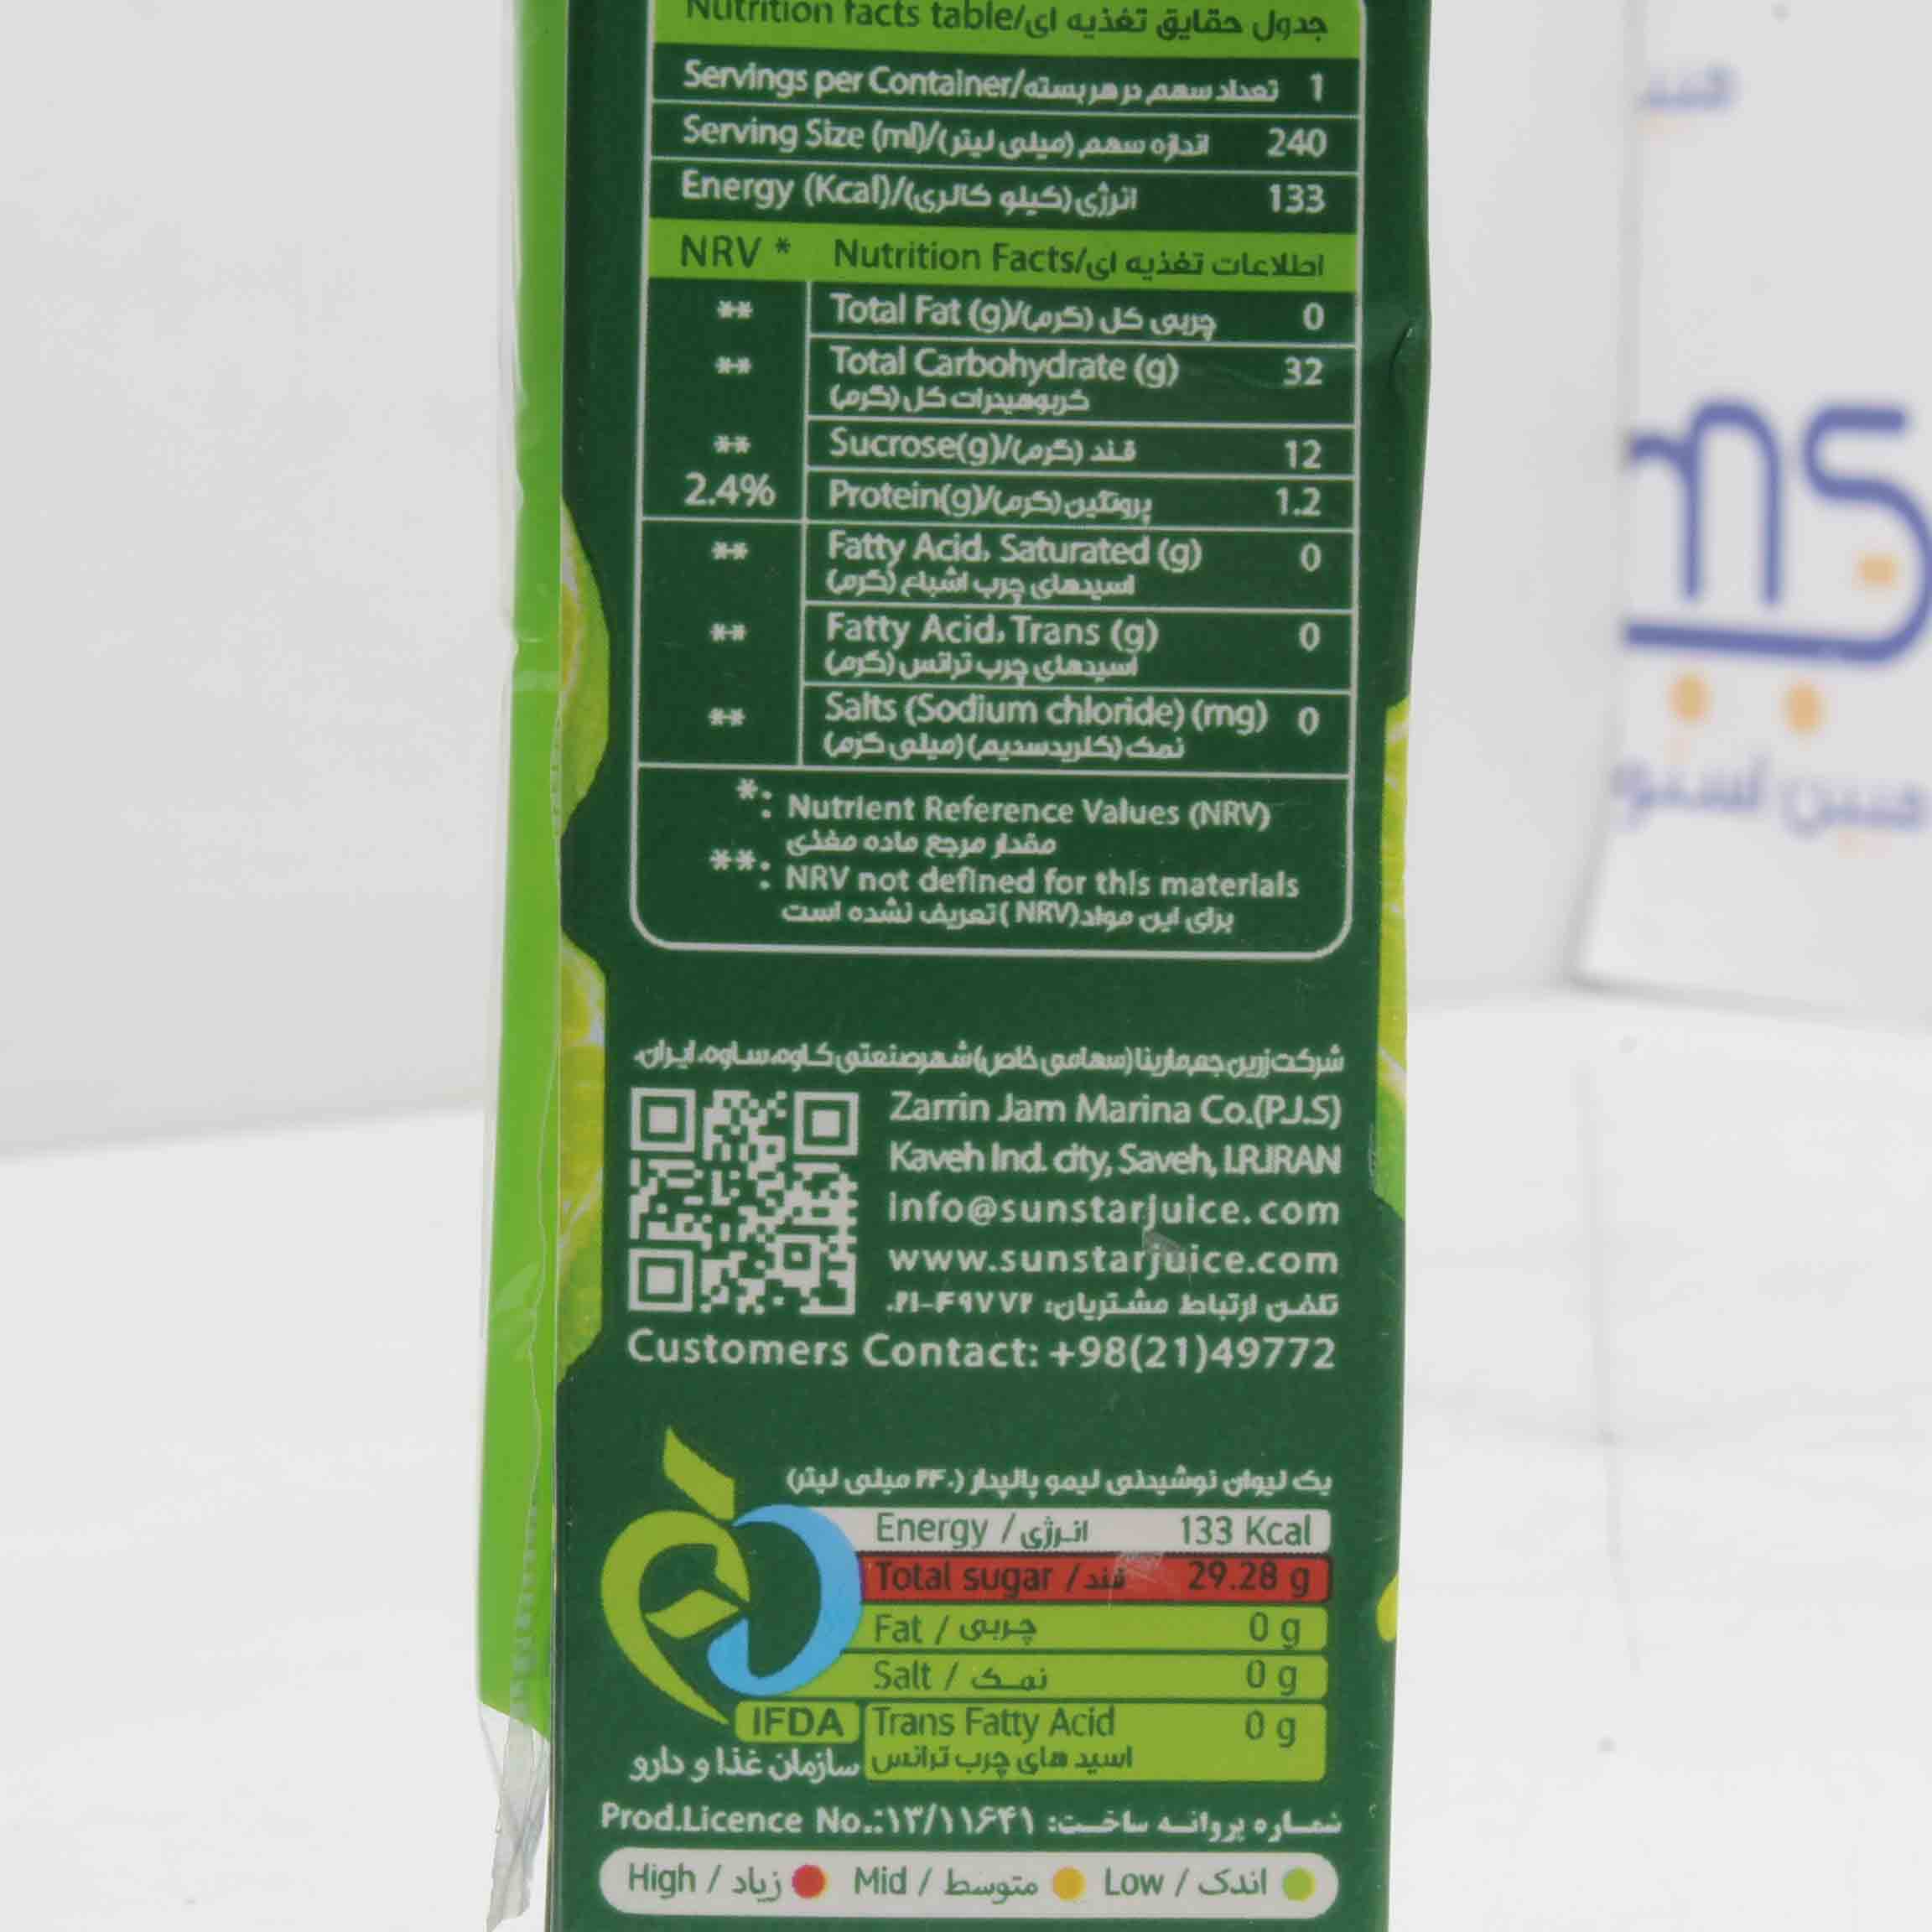 Nutrition facts table/جدول حقایق تغذیه ای
Servings per Container/تعداد سهم در هر بسته 1
Serving Size (ml)/اندازه سهم (میلی لیتر) 240
Energy (Kcal)/انرژی(کیلو کالری) 133
NRV * Nutrition Facts/اطلاعات تغذیه ای
** Total Fat (g)/چربی کل (گرم) 0
** Total Carbohydrate (g) 32
کربوهیدرات کل (گرم)
** Sucrose(g)/قند (گرم) 12
2.4% Protein(g)/پروتئین (گرم) 1.2
** Fatty Acid، Saturated (g) 0
اسیدهای چرب اشباع (گرم)
** Fatty Acid، Trans (g) 0
اسیدهای چرب ترانس (گرم)
** Salts (Sodium chloride) (mg) 0
نمک (کلریدسدیم) (میلی گرم)
*: Nutrient Reference Values (NRV)
مقدار مرجع ماده مغذی
**: NRV not defined for this materials
برای این مواد(NRV) تعریف نشده است
شرکت زرین جم مارینا (سهامی خاص) شهر صنعتی کاوه، ساوه، ایران.
Zarrin Jam Marina Co.(P.J.S)
Kaveh Ind. city, Saveh, I.R.IRAN
info@sunstarjuice.com
www.sunstarjuice.com
تلفن ارتباط مشتریان: ۰۲۱-۴۹۷۷۲
Customers Contact: +98(21)49772
یک لیوان نوشیدنی لیمو پالپدار (۲۴۰ میلی لیتر)
Energy / انرژی 133 Kcal
Total sugar / قند 29.28 g
Fat / چربی 0 g
Salt / نمک 0 g
IFDA Trans Fatty Acid 0 g
سازمان غذا و دارو اسید های چرب ترانس
Prod.Licence No.:۱۳/۱۱۶۴۱ شماره پروانه ساخت:
High / زیاد Mid / متوسط Low / اندک
ns